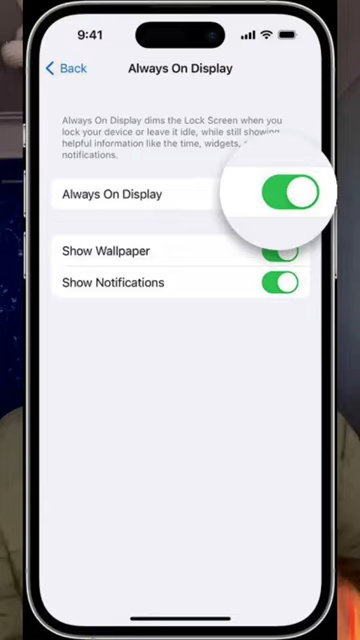 9:41
Back
Always On Display
Always On Display dims the Lock Screen when you
lock your device or leave it idle, while still showing
helpful information like the time, widgets,
notifications.
Always On Display
Show Wallpaper
Show Notifications